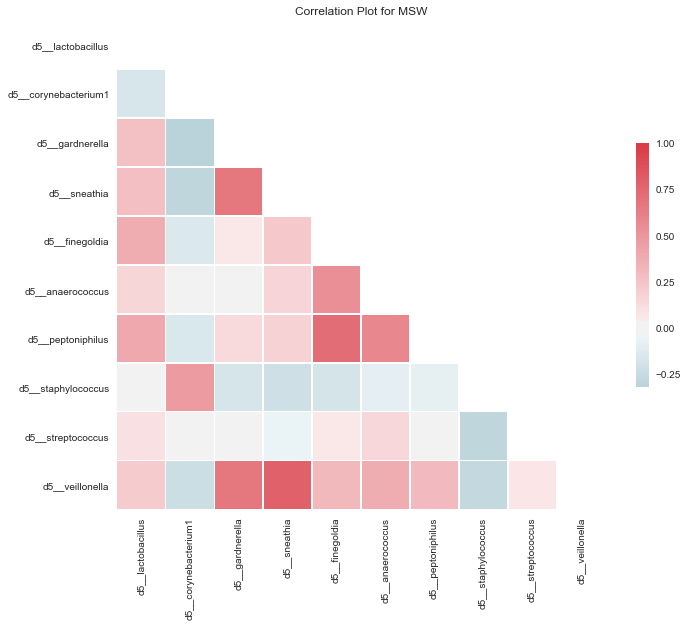 Correlation Plot for MSW
d5__lactobacillus
d5__corynebacterium1
d5__gardnerella
d5__sneathia
d5__finegoldia
d5__anaerococcus
d5__peptoniphilus
d5__staphylococcus
d5__streptococcus
d5__veillonella
d5__lactobacillus
d5__corynebacterium1
d5__gardnerella
d5__sneathia
d5__finegoldia
d5__anaerococcus
d5__peptoniphilus
d5__staphylococcus
d5__streptococcus
d5__veillonella
1.00
0.75
0.50
0.25
0.00
−0.25